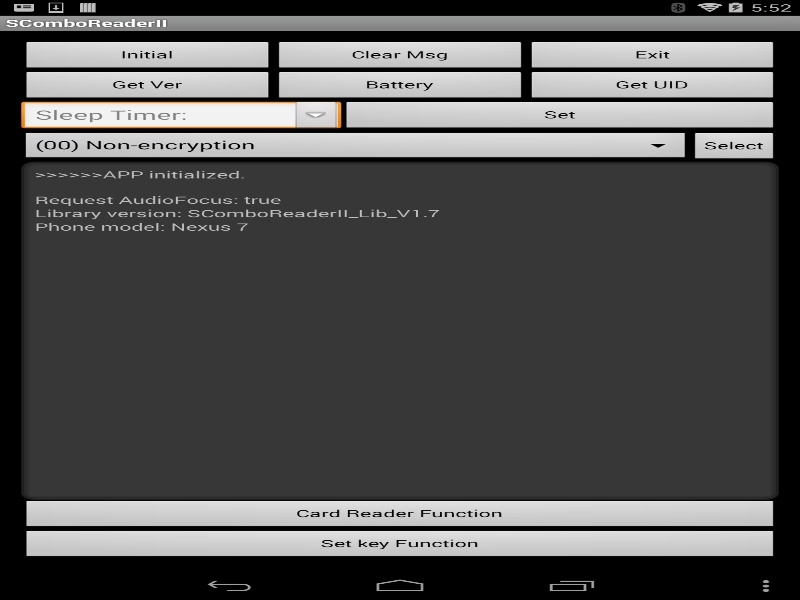 5:52
SComboReaderII
Initial
Clear Msg
Exit
Get Ver
Battery
Get UID
Sleep Timer:
Set
(00) Non-encryption
Select
>>>>>>APP initialized.
Request AudioFocus: true
Library version: SComboReaderII_Lib_V1.7
Phone model: Nexus 7
Card Reader Function
Set key Function